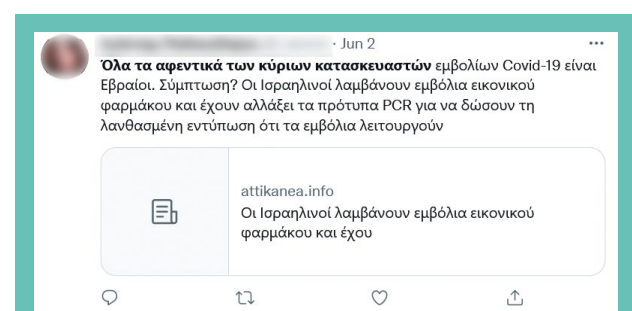 · Jun 2
Όλα τα αφεντικά των κύριων κατασκευαστών εμβολίων Covid-19 είναι
Εβραίοι. Σύμπτωση? Οι Ισραηλινοί λαμβάνουν εμβόλια εικονικού
φαρμάκου και έχουν αλλάξει τα πρότυπα PCR για να δώσουν τη
λανθασμένη εντύπωση ότι τα εμβόλια λειτουργούν
attikanea.info
Οι Ισραηλινοί λαμβάνουν εμβόλια εικονικού
φαρμάκου και έχου